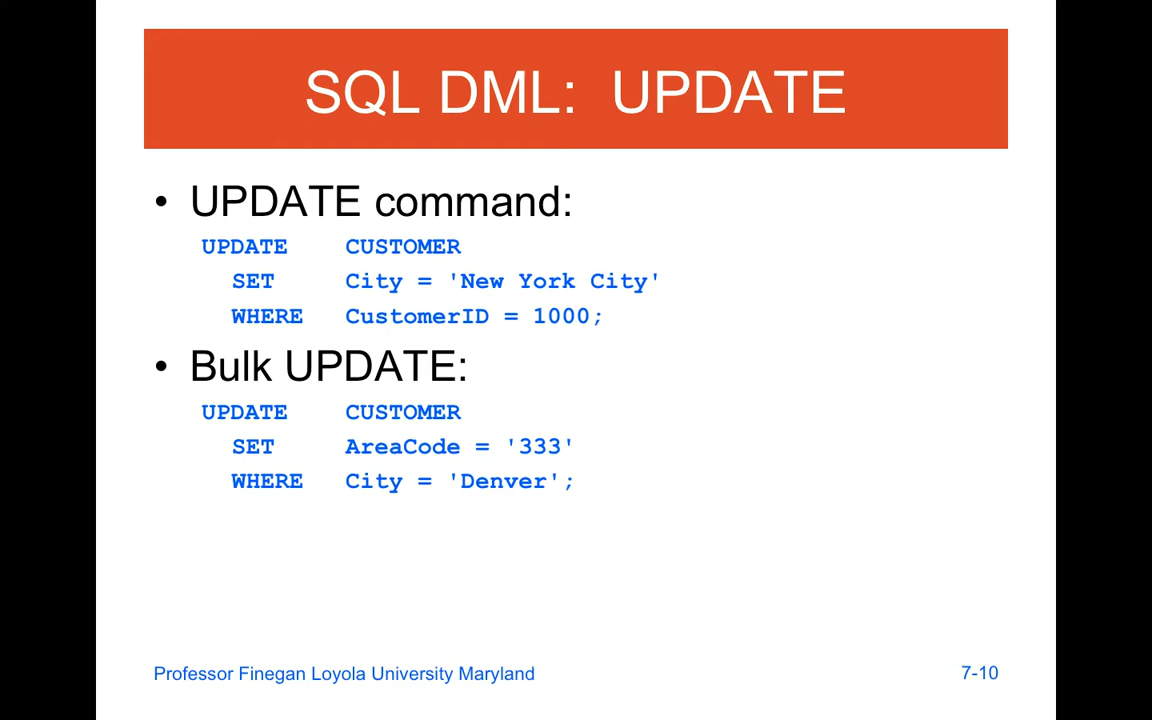 SQL DML: UPDATE
• UPDATE command:
UPDATE CUSTOMER
SET City = 'New York City'
WHERE CustomerID = 1000;
• Bulk UPDATE:
UPDATE CUSTOMER
SET AreaCode = '333'
WHERE City = 'Denver';
Professor Finegan Loyola University Maryland 7-10